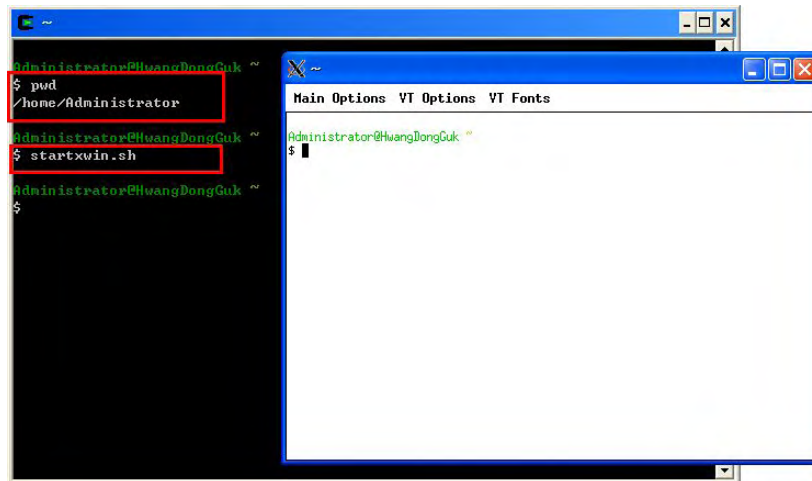 ~
Administrator@HwangDongGuk ~
$ pwd
/home/Administrator
Administrator@HwangDongGuk ~
$ startxwin.sh
Administrator@HwangDongGuk ~
$
~
Main Options VT Options VT Fonts
Administrator@HwangDongGuk ~
$